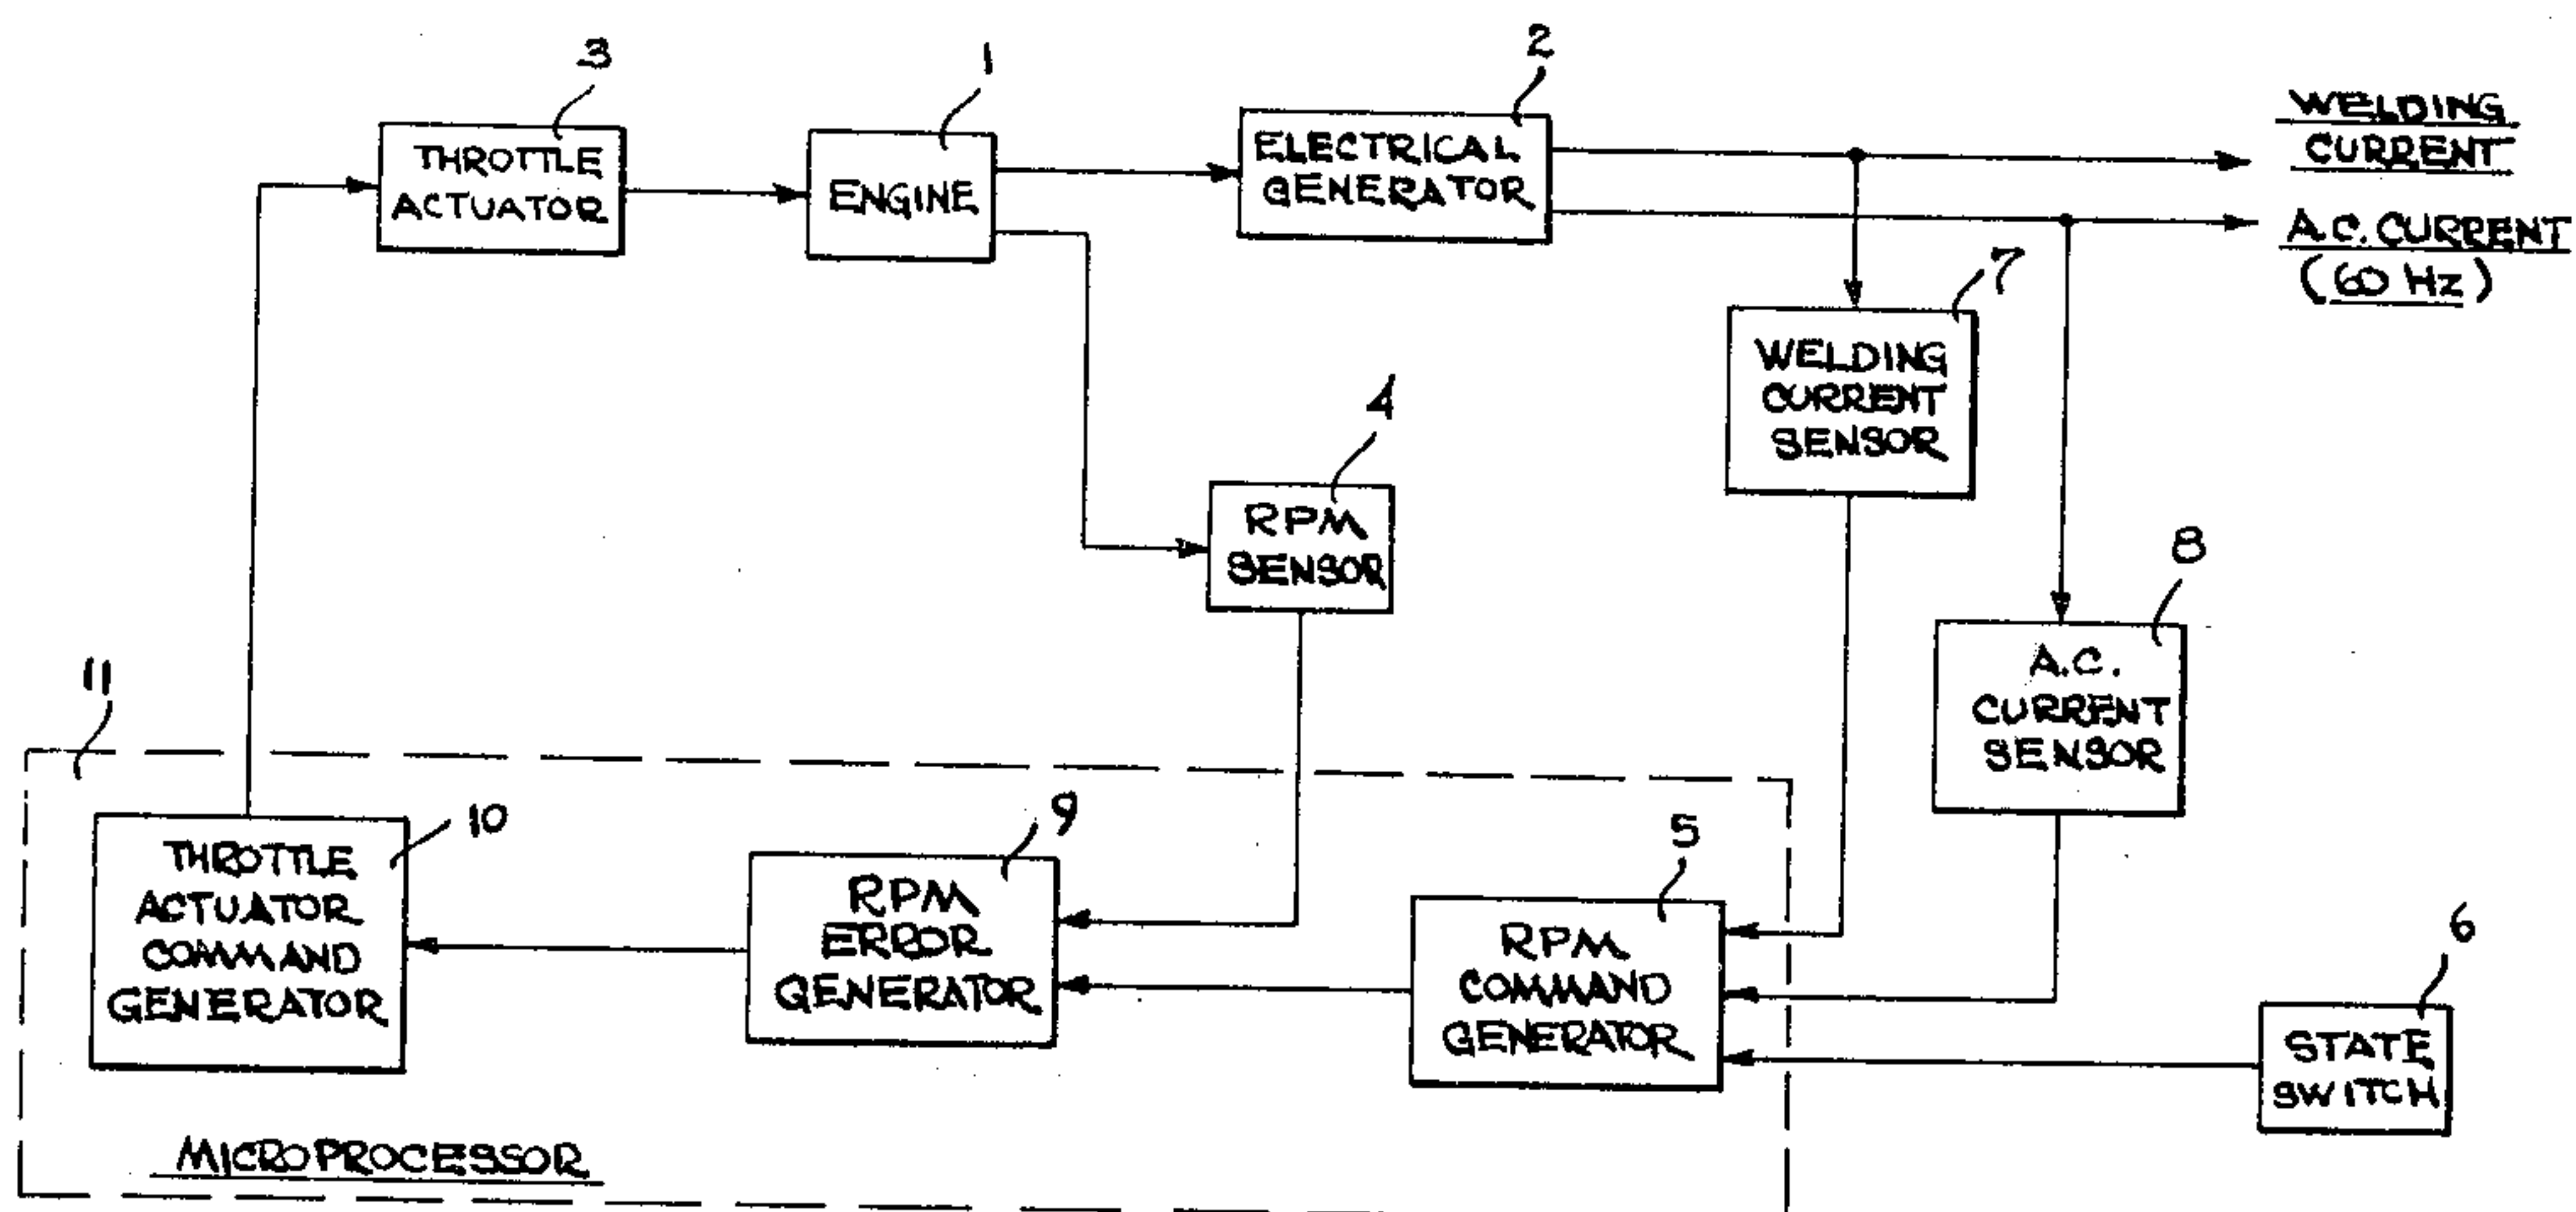 3
1
2
THROTTLE
ACTUATOR
ENGINE
ELECTRICAL
GENERATOR
WELDING
CURRENT
A.C. CURRENT
(60 Hz)
7
WELDING
CURRENT
SENSOR
4
RPM
SENSOR
8
A.C.
CURRENT
SENSOR
11
10
THROTTLE
ACTUATOR
COMMAND
GENERATOR
9
RPM
ERROR
GENERATOR
5
RPM
COMMAND
GENERATOR
6
STATE
SWITCH
MICROPROCESSOR